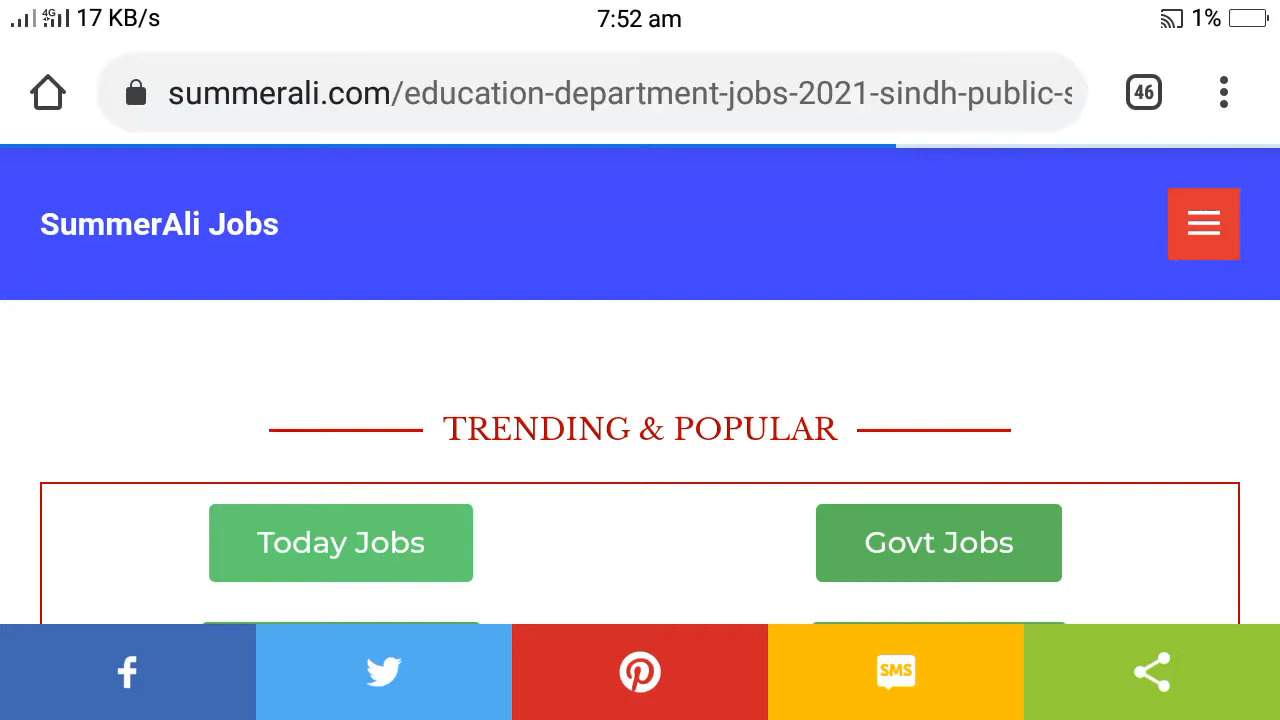 4G 17 KB/s 7:52 am 1%
summerali.com/education-department-jobs-2021-sindh-public-s 46
SummerAli Jobs
TRENDING & POPULAR
Today Jobs Govt Jobs
SMS